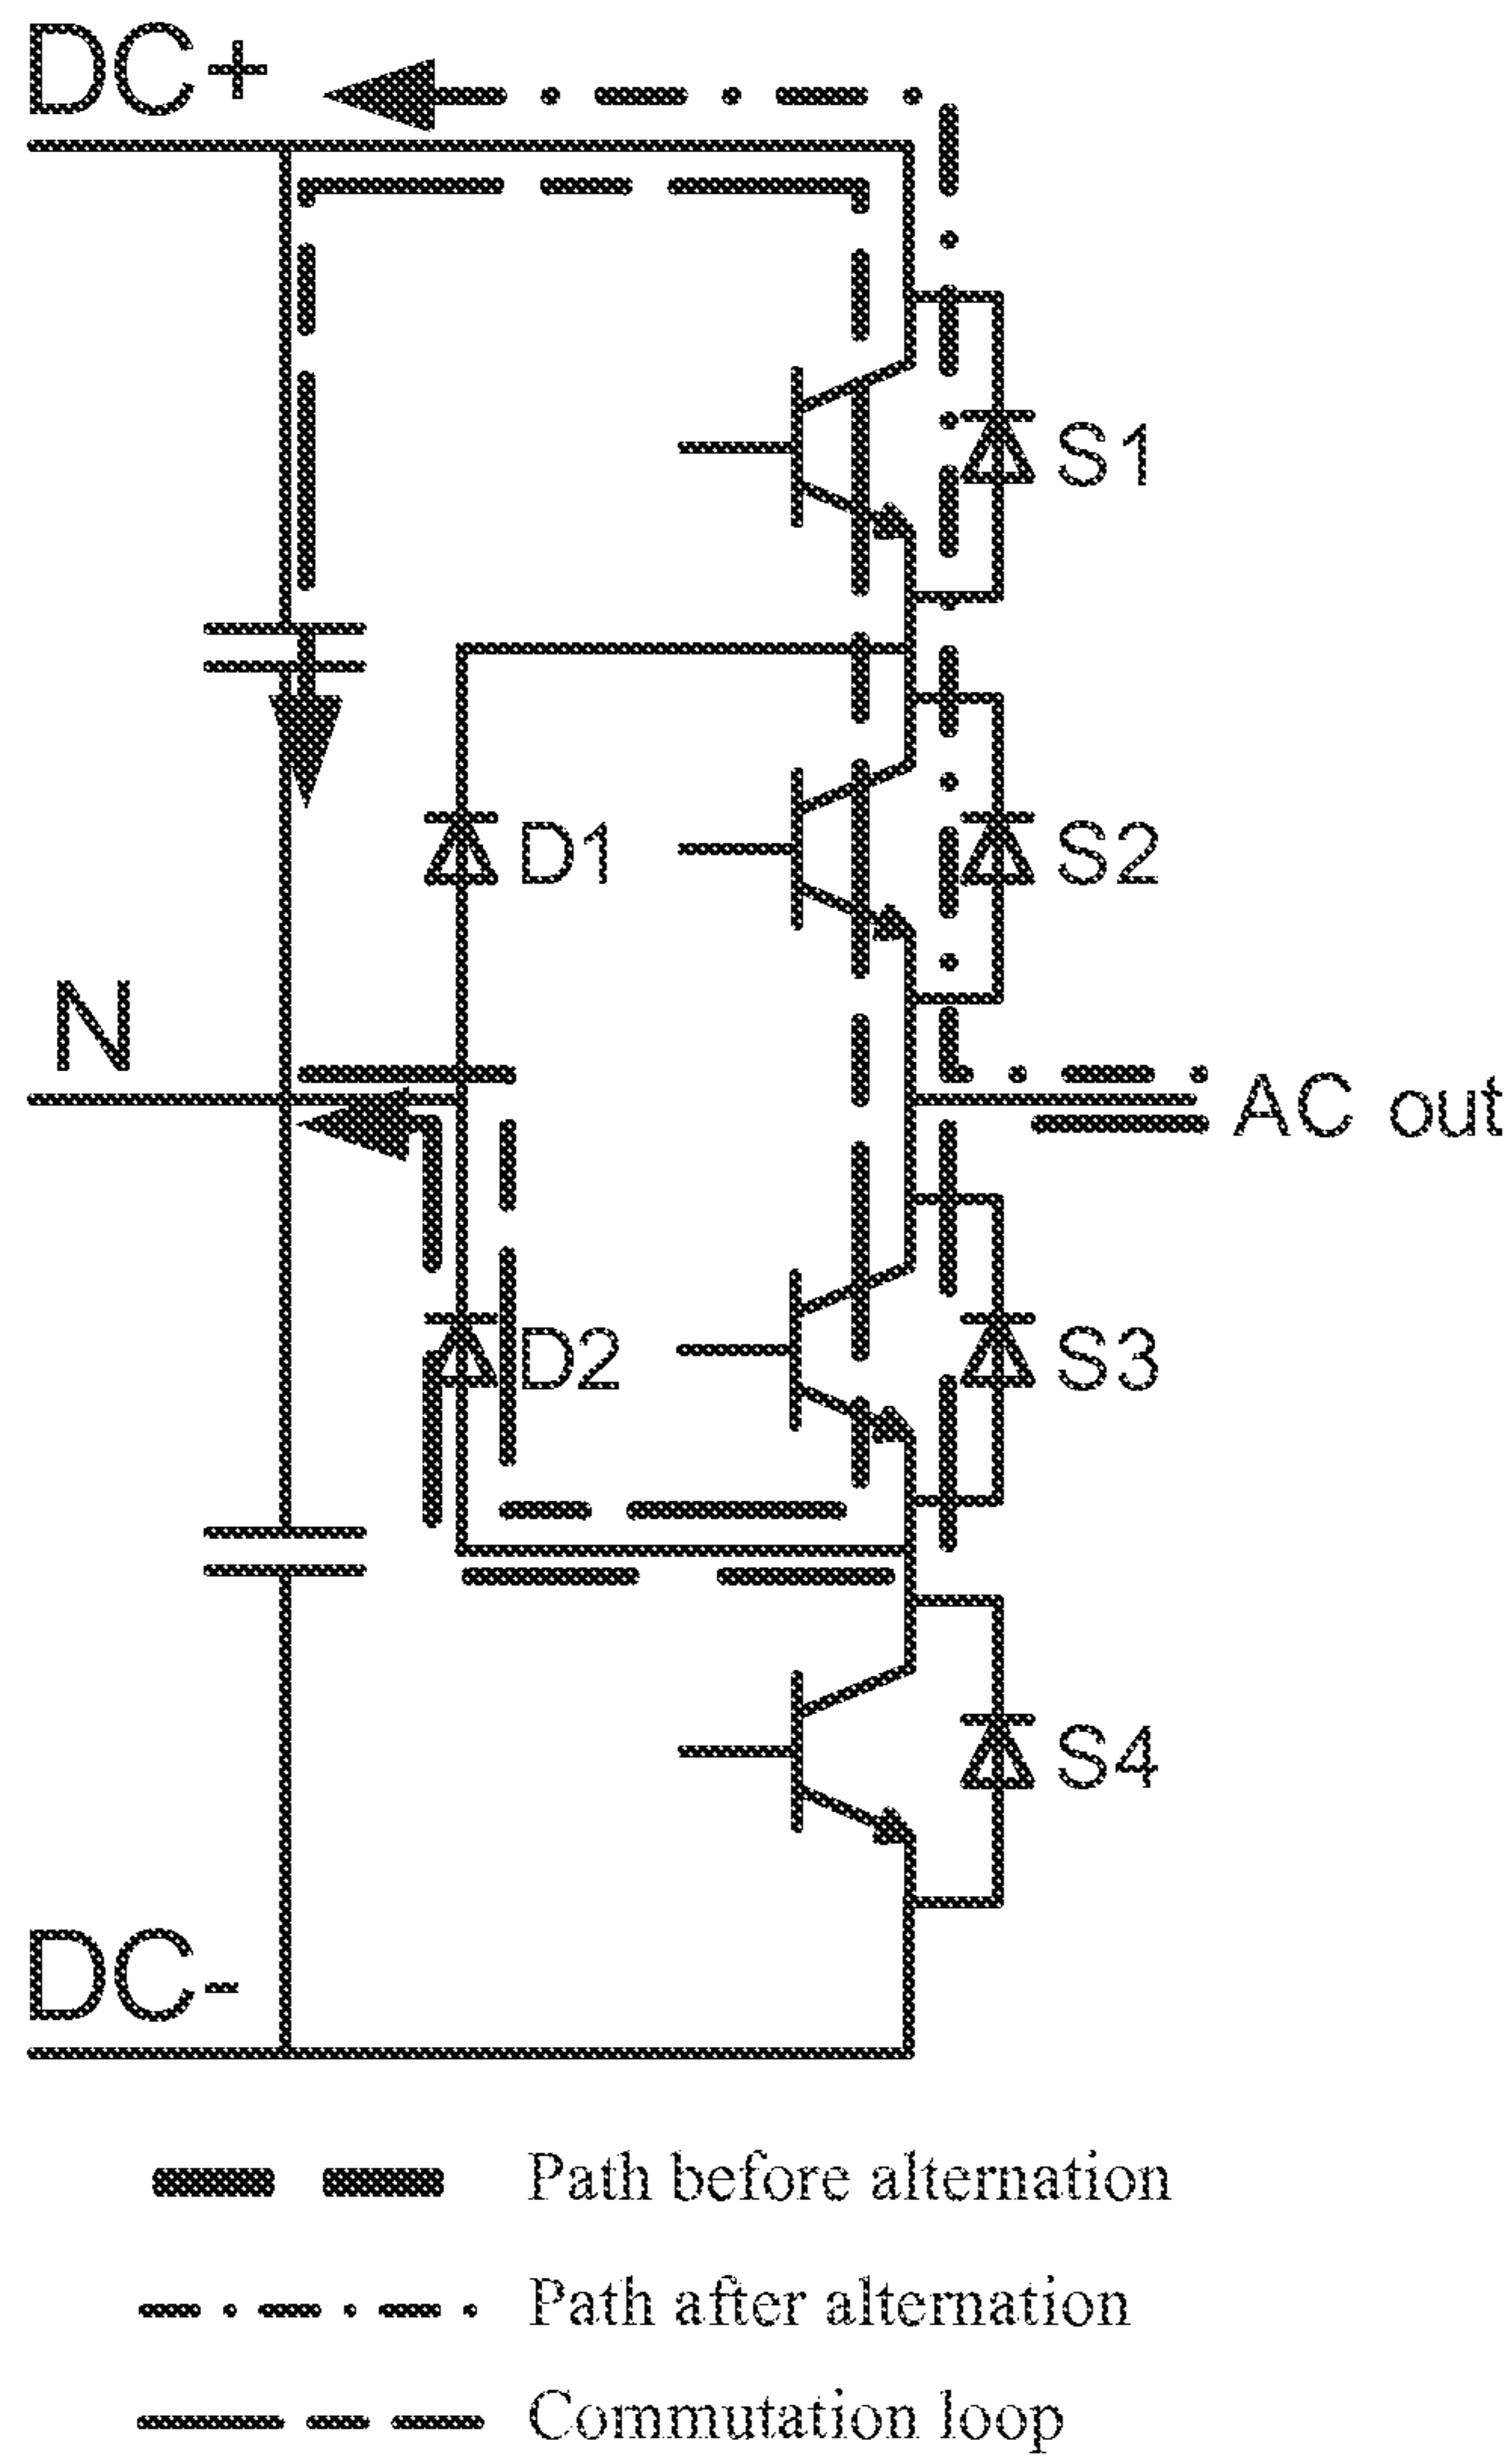 DC+
S1
D1
S2
N
AC out
D2
S3
S4
DC-
Path before alternation
Path after alternation
Commutation loop